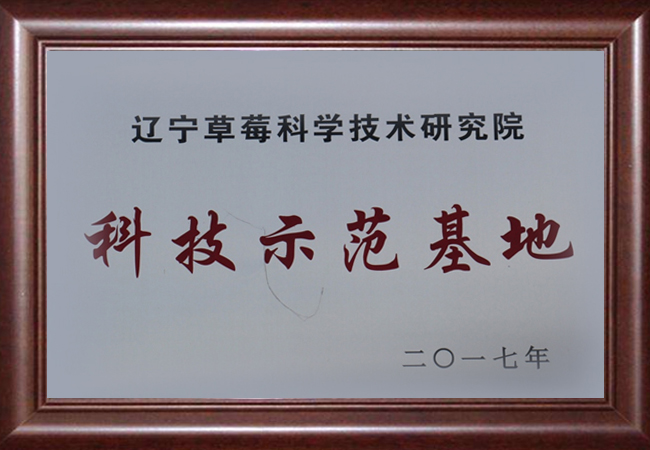 辽宁草莓科学技术研究院
科技示范基地
二〇一七年